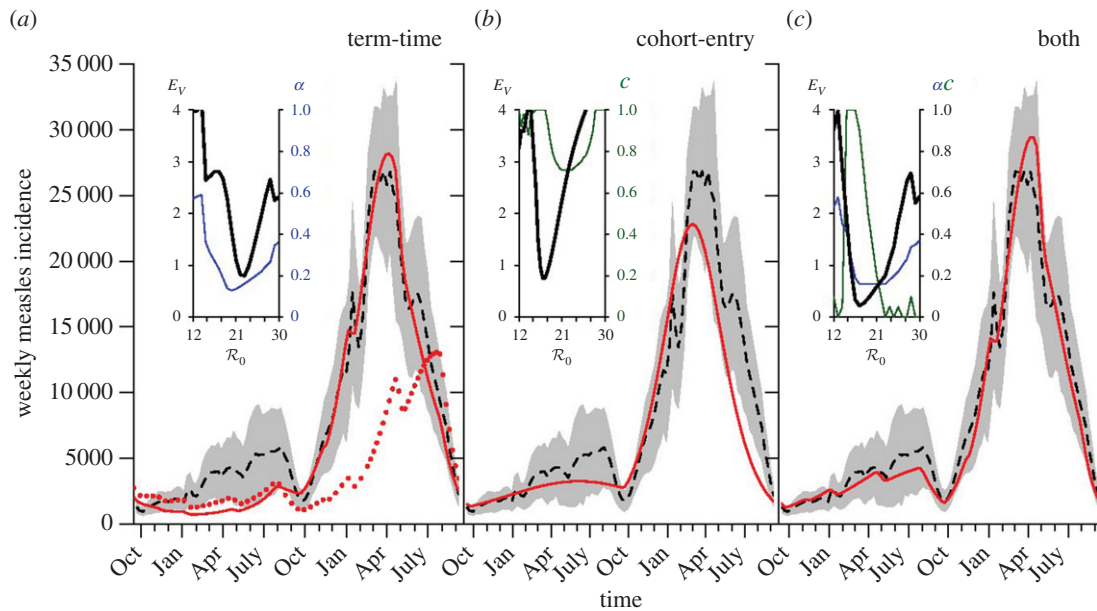 (a) (b) (c)
term-time cohort-entry both
35 000
30 000
25 000
20 000
15 000
10 000
5000
0
weekly measles incidence
E_V α
4 1.0
3 0.8
2 0.6
0.4
1 0.2
0
12 21 30
R_0
E_V c
4 1.0
3 0.8
2 0.6
0.4
1 0.2
0
12 21 30
R_0
E_V αc
4 1.0
3 0.8
2 0.6
0.4
1 0.2
0
12 21 30
R_0
Oct Jan Apr July Oct Jan Apr July
Oct Jan Apr July Oct Jan Apr July
Oct Jan Apr July Oct Jan Apr July
time